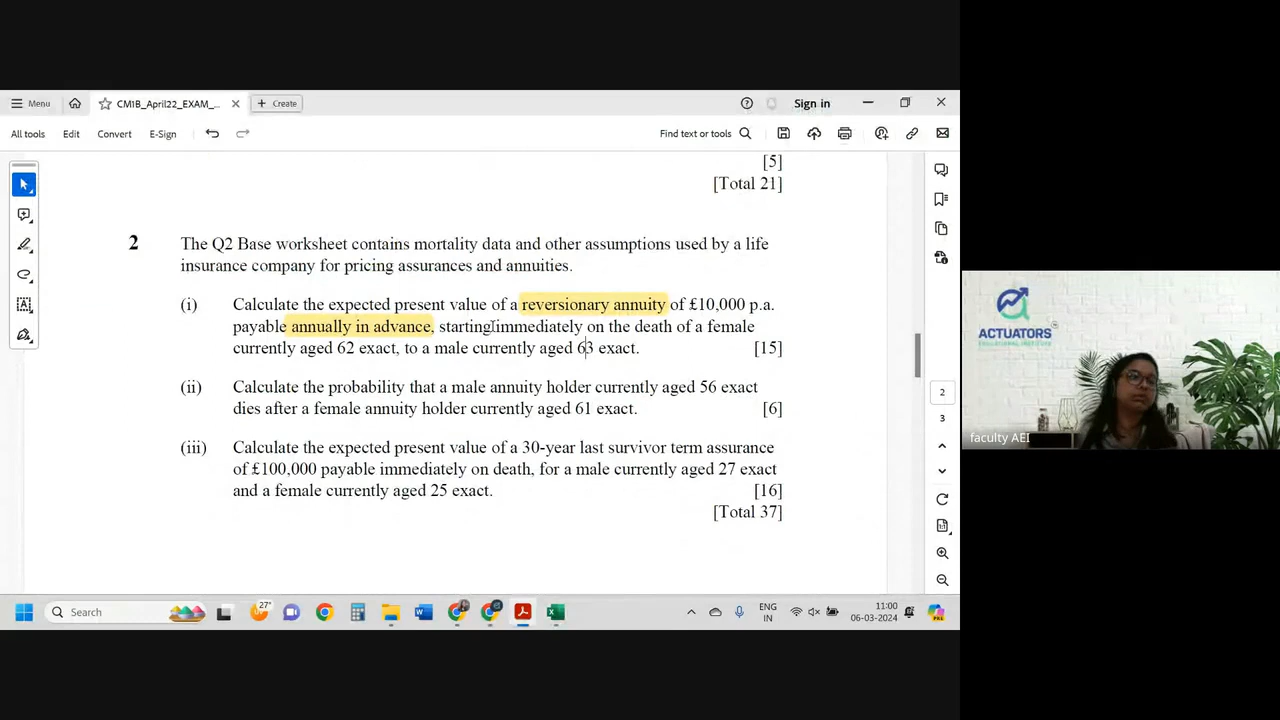 Menu
CM1B_April22_EXAM_...
Create
Sign in
All tools
Edit
Convert
E-Sign
Find text or tools
[5]
[Total 21]
2 The Q2 Base worksheet contains mortality data and other assumptions used by a life
insurance company for pricing assurances and annuities.
(i) Calculate the expected present value of a reversionary annuity of £10,000 p.a.
payable annually in advance, starting immediately on the death of a female
currently aged 62 exact, to a male currently aged 63 exact. [15]
(ii) Calculate the probability that a male annuity holder currently aged 56 exact
dies after a female annuity holder currently aged 61 exact. [6]
(iii) Calculate the expected present value of a 30-year last survivor term assurance
of £100,000 payable immediately on death, for a male currently aged 27 exact
and a female currently aged 25 exact. [16]
[Total 37]
2
3
ACTUATORS
faculty AEI
Search
27°
ENG
IN
11:00
06-03-2024